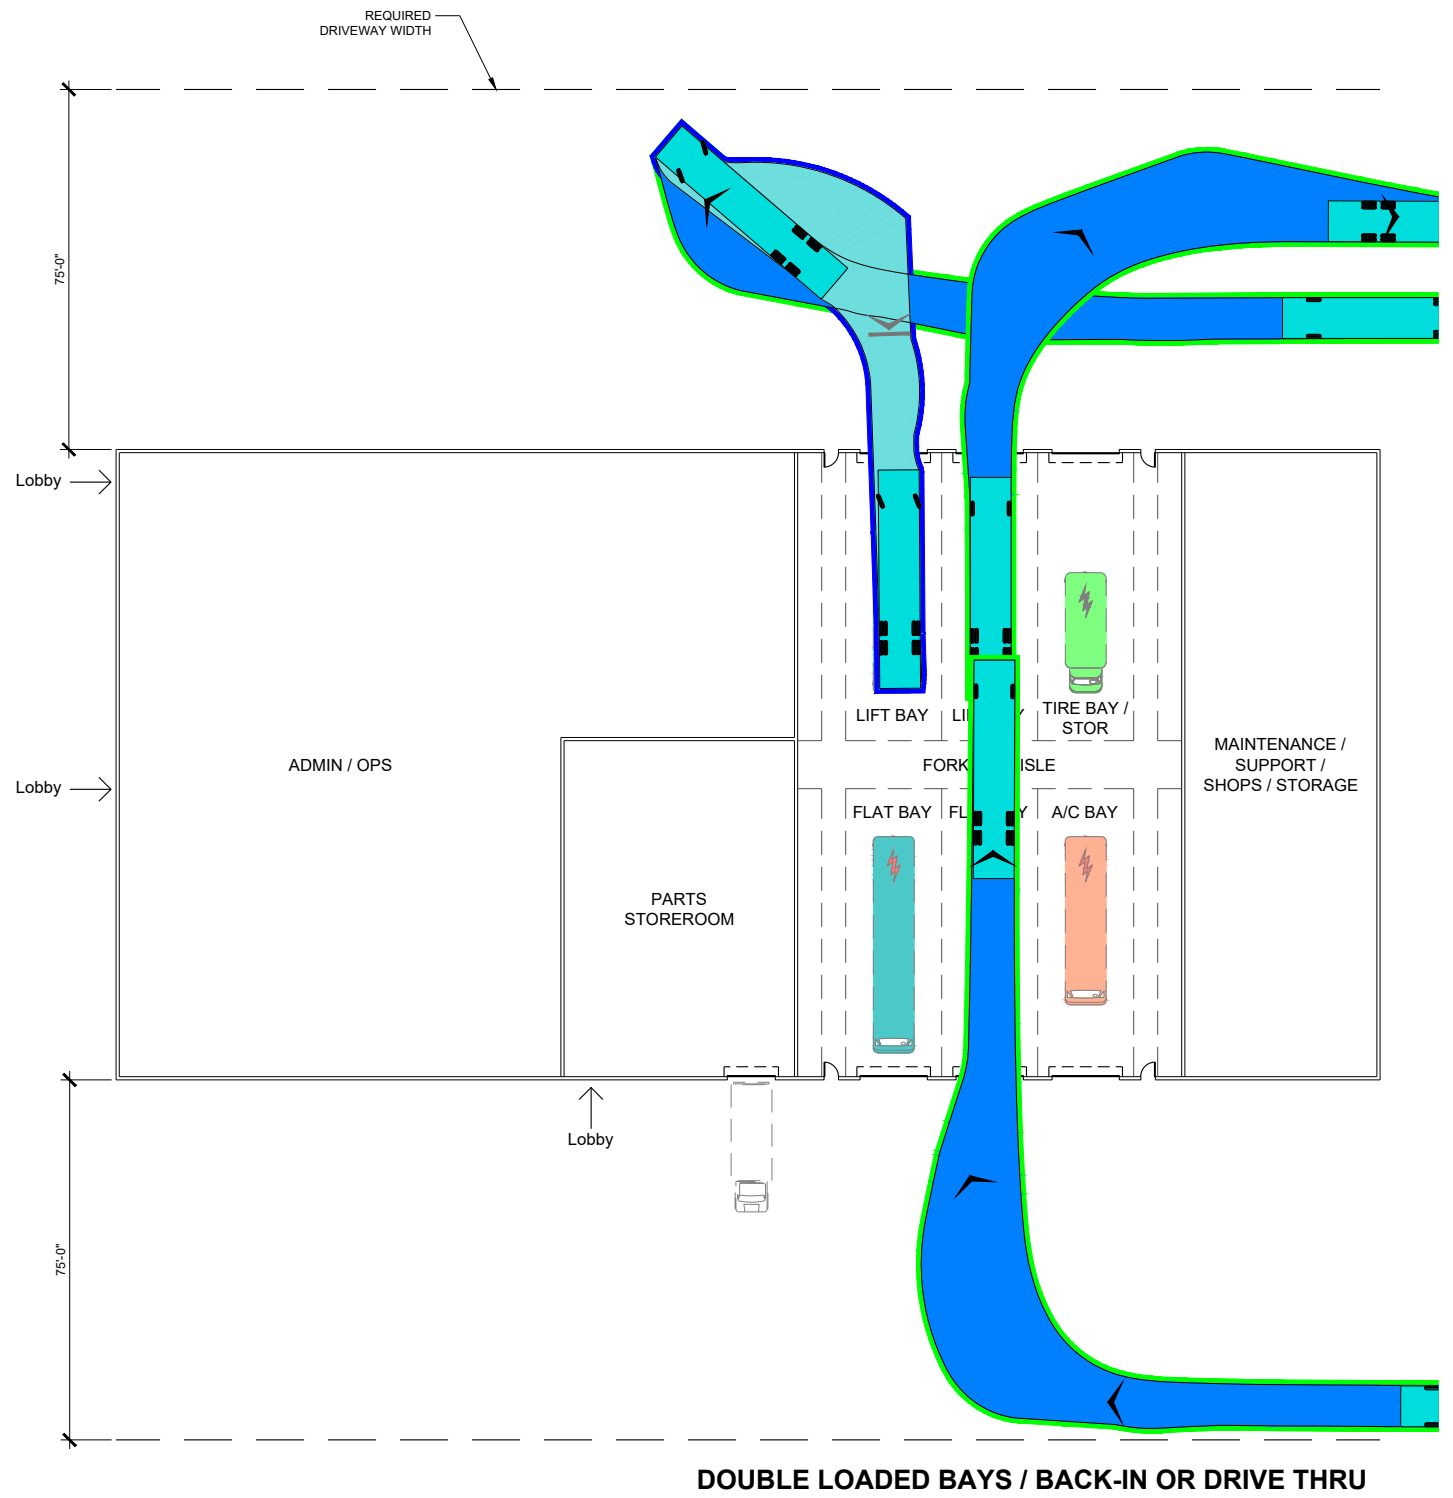 REQUIRED
DRIVEWAY WIDTH
75'-0"
Lobby
LIFT BAY
TIRE BAY /
STOR
MAINTENANCE /
SUPPORT /
SHOPS / STORAGE
ADMIN / OPS
Lobby
FLAT BAY
A/C BAY
PARTS
STOREROOM
Lobby
75'-0"
DOUBLE LOADED BAYS / BACK-IN OR DRIVE THRU